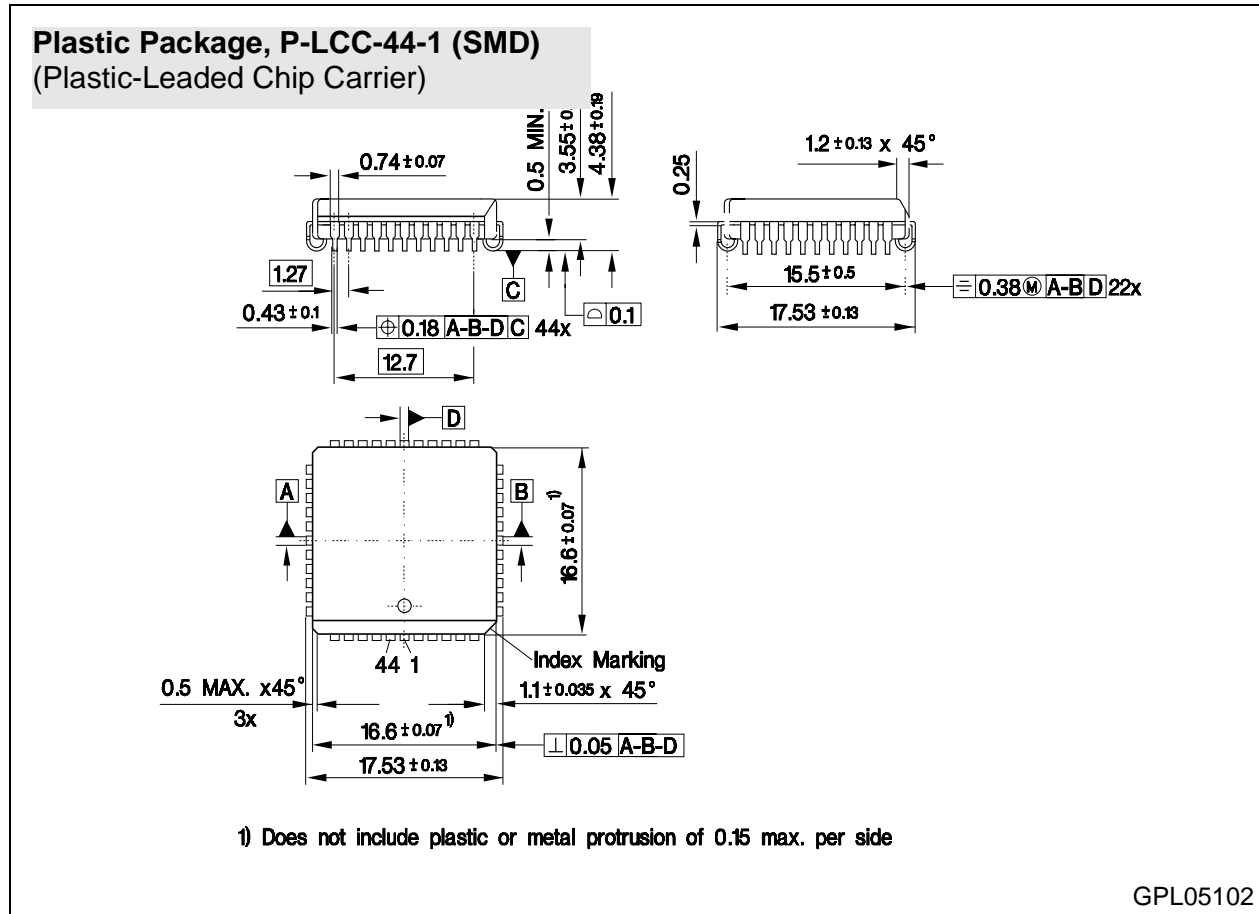 Plastic Package, P-LCC-44-1 (SMD)
(Plastic-Leaded Chip Carrier)
0.5 MIN.
3.55±0.
4.38±0.19
0.74±0.07
1.27
C
0.43±0.1
⌖ 0.18 A-B-D C 44x
⌓ 0.1
12.7
0.25
1.2±0.13 x 45°
15.5±0.5
⌯ 0.38Ⓜ A-B D 22x
17.53±0.13
D
A
B
16.6±0.07 1)
44 1
Index Marking
0.5 MAX. x45°
3x
1.1±0.035 x 45°
16.6±0.07 1)
⊥ 0.05 A-B-D
17.53±0.13
1) Does not include plastic or metal protrusion of 0.15 max. per side
GPL05102